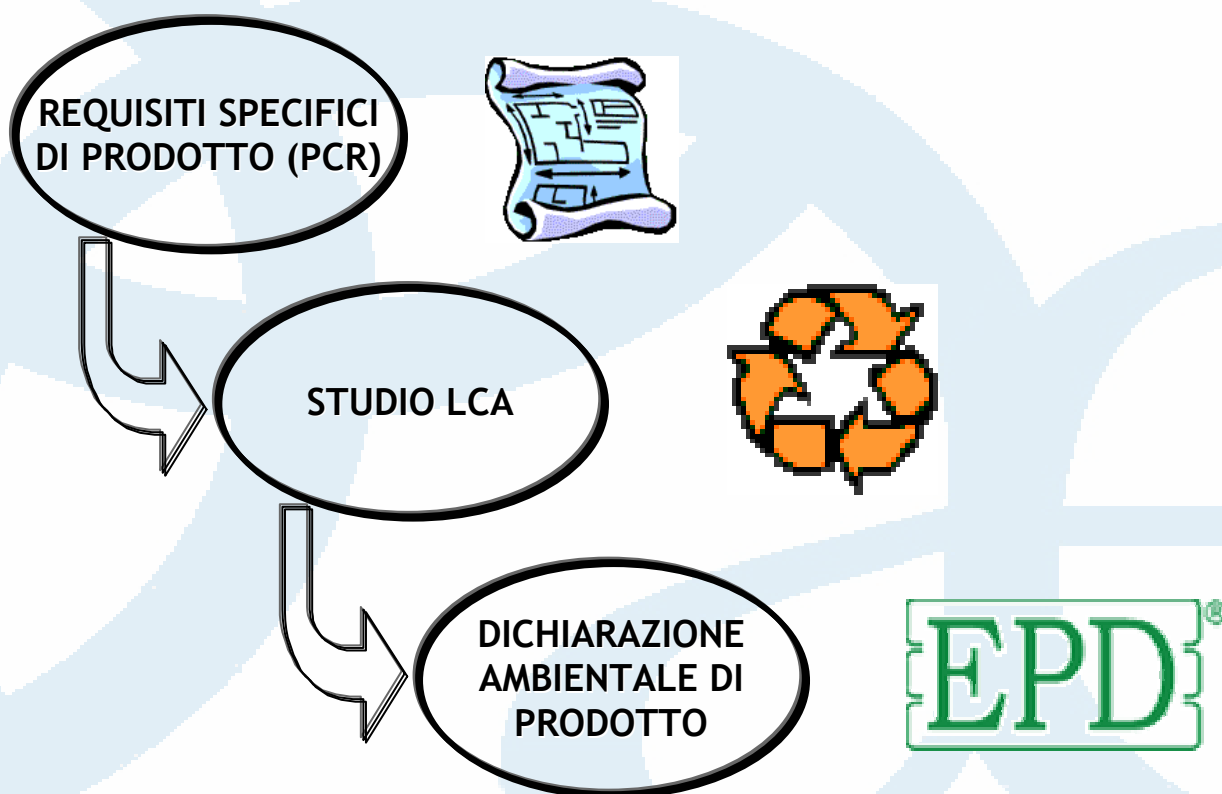 REQUISITI SPECIFICI
DI PRODOTTO (PCR)
STUDIO LCA
DICHIARAZIONE
AMBIENTALE DI
PRODOTTO
EPD®